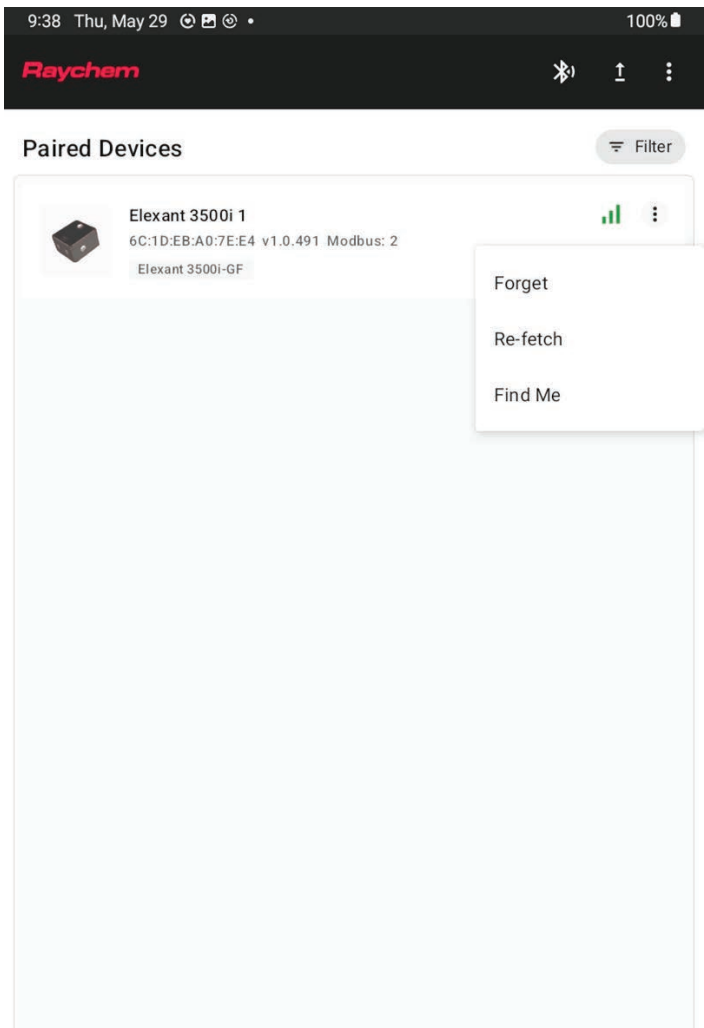 9:38 Thu, May 29 100%
Raychem
Paired Devices Filter
Elexant 3500i 1
6C:1D:EB:A0:7E:E4 v1.0.491 Modbus: 2
Elexant 3500i-GF
Forget
Re-fetch
Find Me